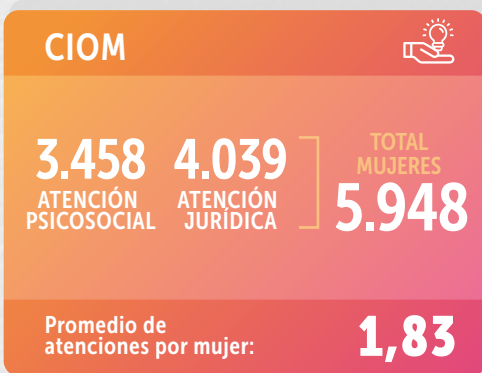 CIOM
3.458
ATENCIÓN
PSICOSOCIAL
4.039
ATENCIÓN
JURÍDICA
TOTAL
MUJERES
5.948
Promedio de
atenciones por mujer:
1,83